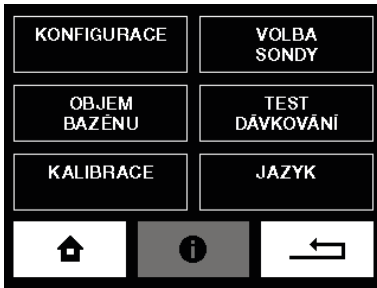 KONFIGURACE
VOLBA
SONDY
OBJEM
BAZÉNU
TEST
DÁVKOVÁNÍ
KALIBRACE
JAZYK